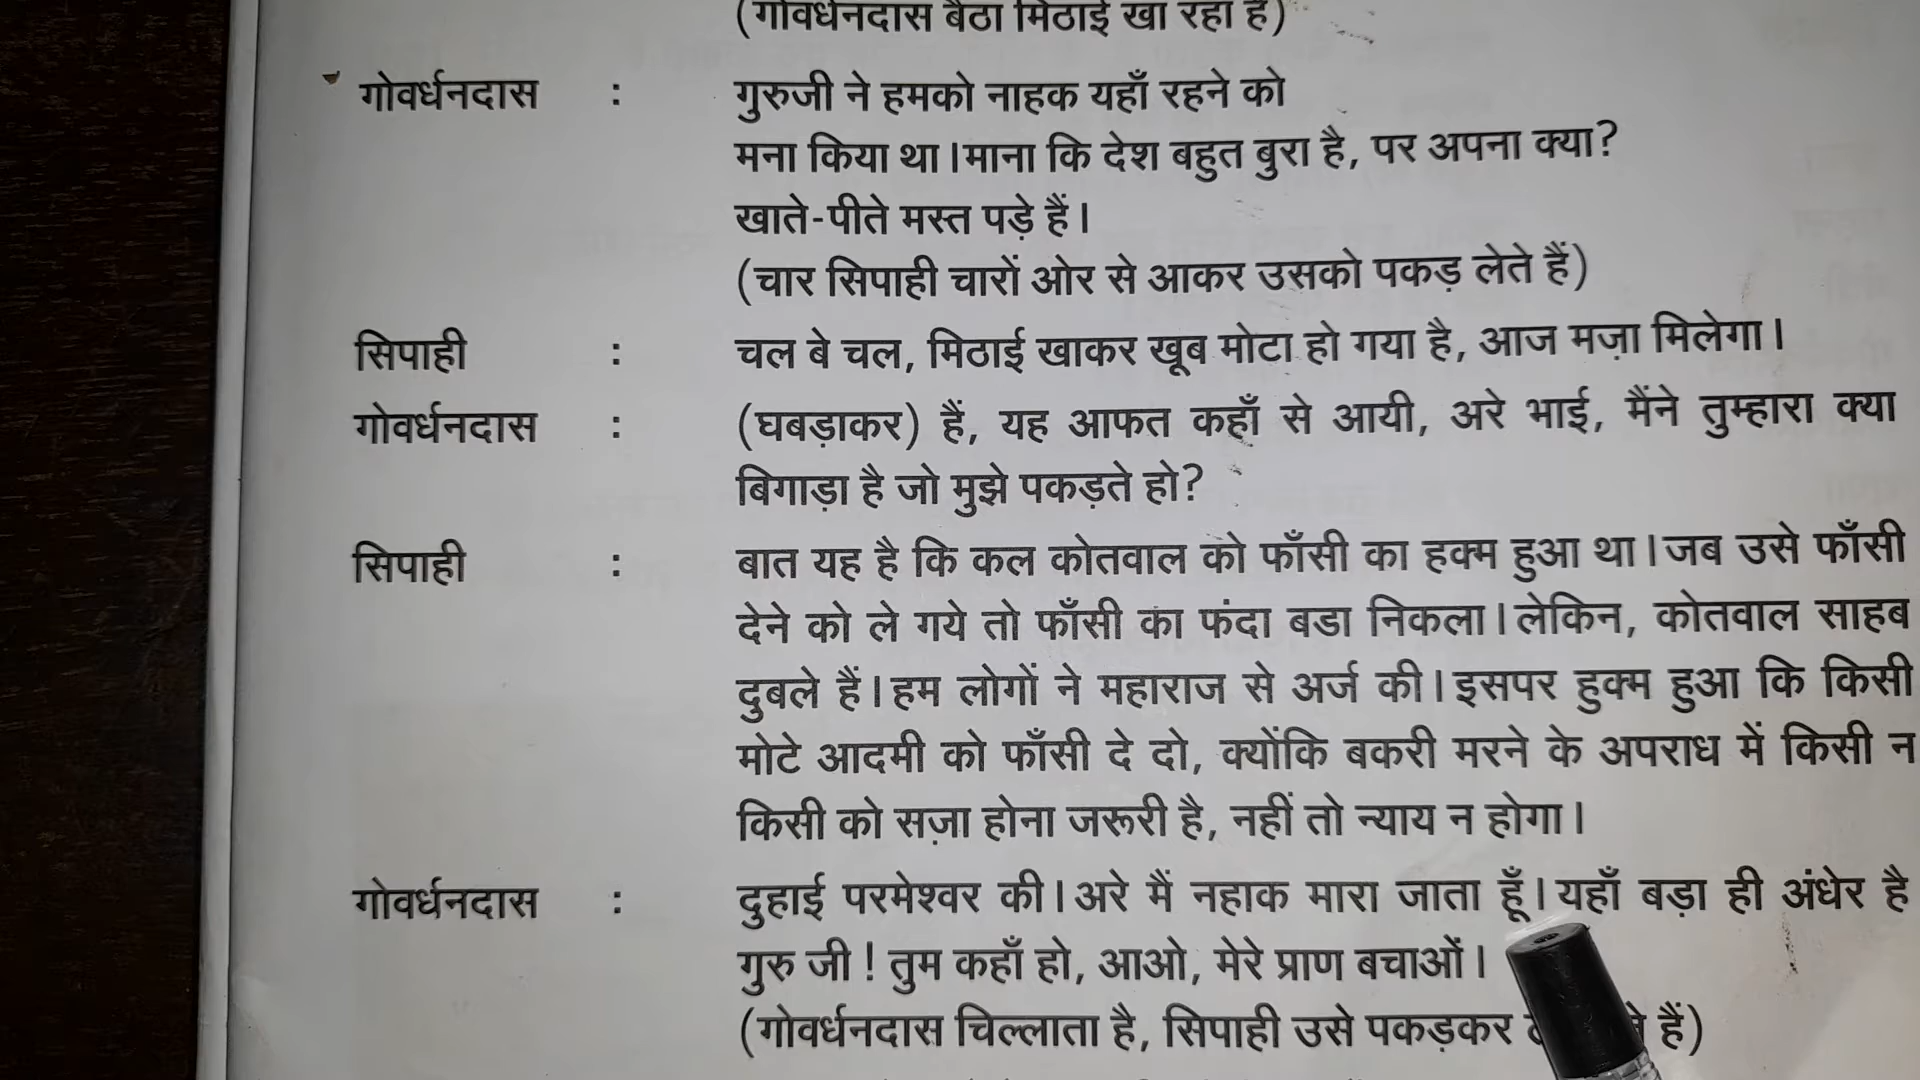 (गोवर्धनदास बैठा मिठाई खा रहा है)
गोवर्धनदास : गुरुजी ने हमको नाहक यहाँ रहने को
मना किया था।माना कि देश बहुत बुरा है, पर अपना क्या?
खाते-पीते मस्त पड़े हैं।
(चार सिपाही चारों ओर से आकर उसको पकड़ लेते हैं)
सिपाही : चल बे चल, मिठाई खाकर खूब मोटा हो गया है, आज मज़ा मिलेगा।
गोवर्धनदास : (घबड़ाकर) हैं, यह आफत कहाँ से आयी, अरे भाई, मैंने तुम्हारा क्या
बिगाड़ा है जो मुझे पकड़ते हो?
सिपाही : बात यह है कि कल कोतवाल को फाँसी का हक्म हुआ था।जब उसे फाँसी
देने को ले गये तो फाँसी का फंदा बडा निकला।लेकिन, कोतवाल साहब
दुबले हैं।हम लोगों ने महाराज से अर्ज की।इसपर हुक्म हुआ कि किसी
मोटे आदमी को फाँसी दे दो, क्योंकि बकरी मरने के अपराध में किसी न
किसी को सज़ा होना जरूरी है, नहीं तो न्याय न होगा।
गोवर्धनदास : दुहाई परमेश्वर की।अरे मैं नहाक मारा जाता हूँ।यहाँ बड़ा ही अंधेर है
गुरु जी ! तुम कहाँ हो, आओ, मेरे प्राण बचाओं।
(गोवर्धनदास चिल्लाता है, सिपाही उसे पकड़कर हैं)